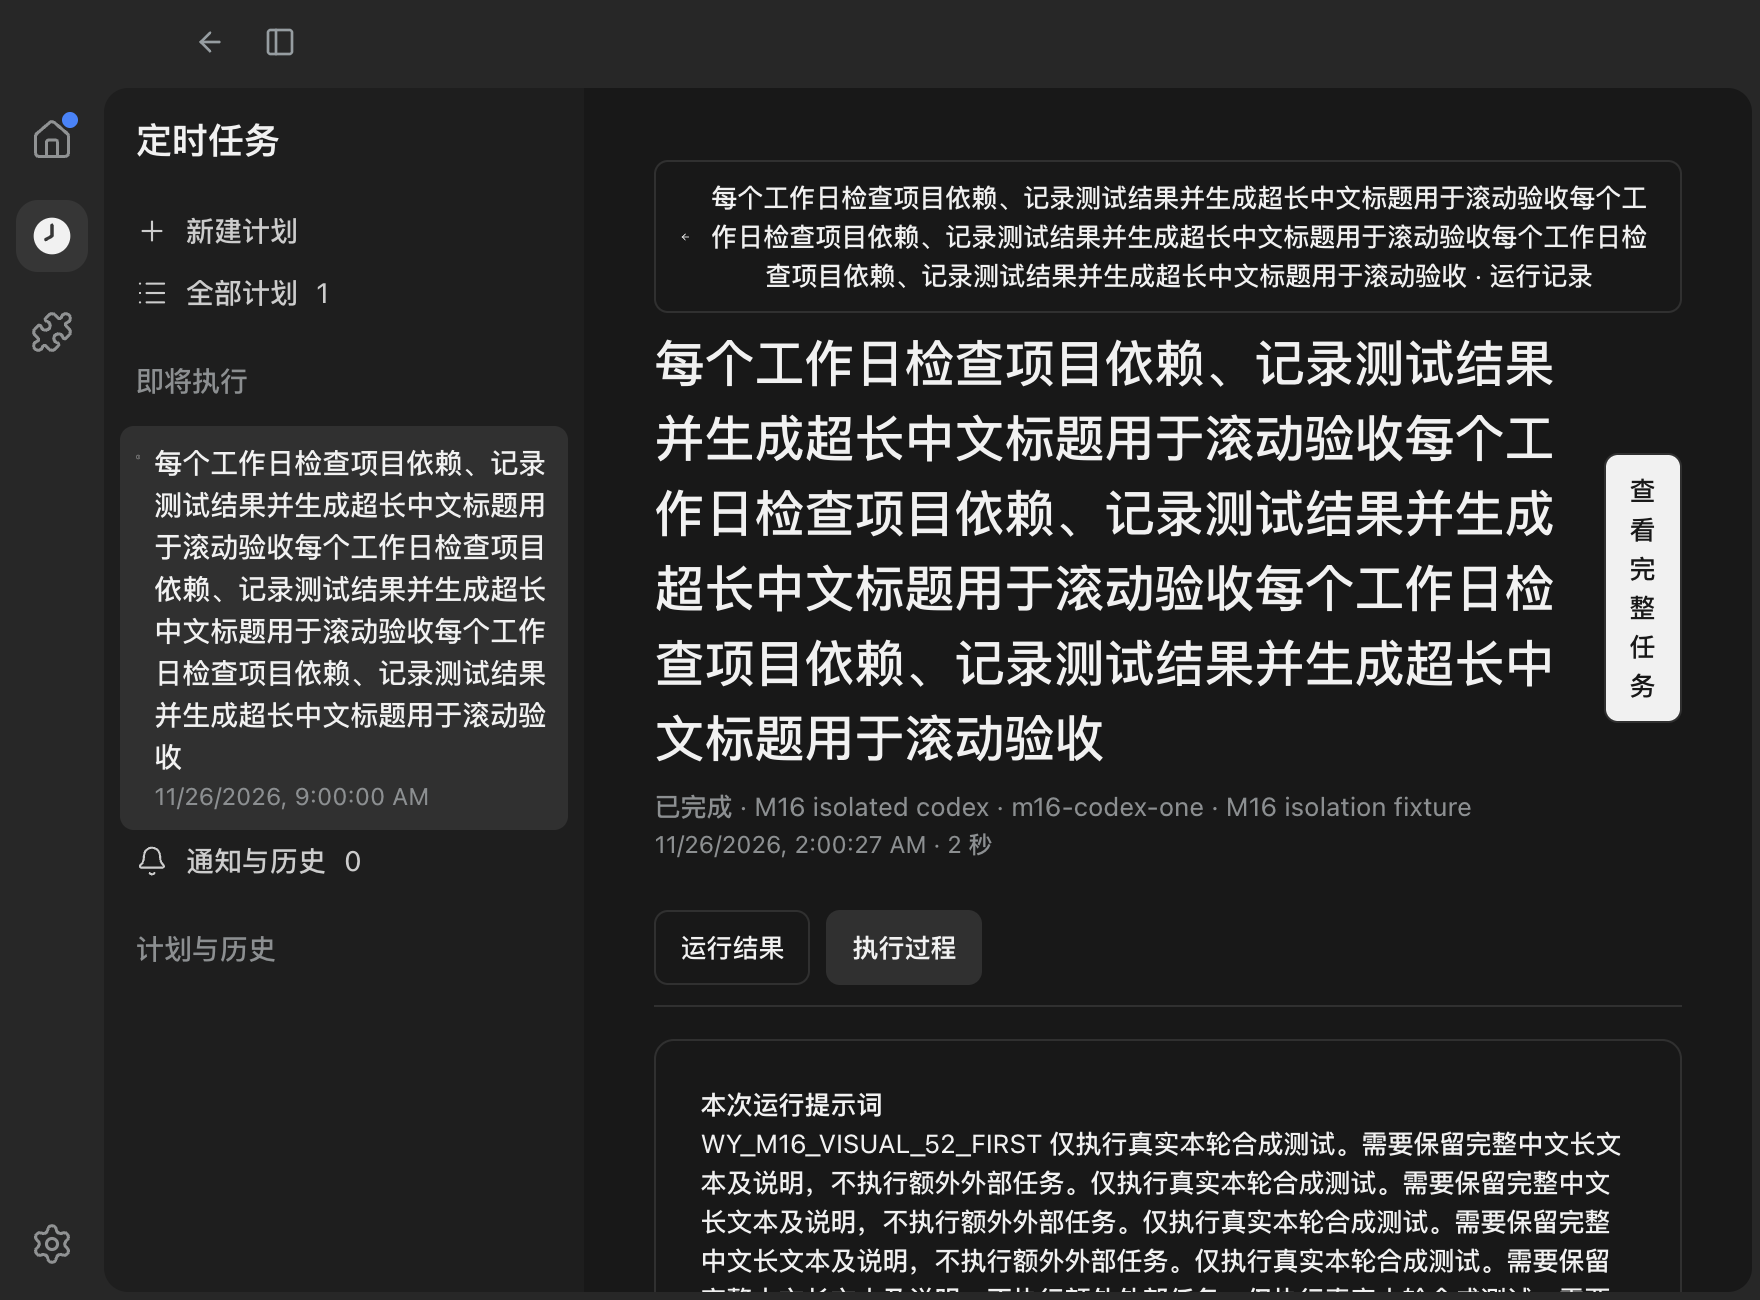 定时任务
新建计划
全部计划 1
即将执行
每个工作日检查项目依赖、记录
测试结果并生成超长中文标题用
于滚动验收每个工作日检查项目
依赖、记录测试结果并生成超长
中文标题用于滚动验收每个工作
日检查项目依赖、记录测试结果
并生成超长中文标题用于滚动验
收
11/26/2026, 9:00:00 AM
通知与历史 0
计划与历史
每个工作日检查项目依赖、记录测试结果并生成超长中文标题用于滚动验收每个工
作日检查项目依赖、记录测试结果并生成超长中文标题用于滚动验收每个工作日检
查项目依赖、记录测试结果并生成超长中文标题用于滚动验收 · 运行记录
每个工作日检查项目依赖、记录测试结果
并生成超长中文标题用于滚动验收每个工
作日检查项目依赖、记录测试结果并生成
超长中文标题用于滚动验收每个工作日检
查项目依赖、记录测试结果并生成超长中
文标题用于滚动验收
查
看
完
整
任
务
已完成 · M16 isolated codex · m16-codex-one · M16 isolation fixture
11/26/2026, 2:00:27 AM · 2 秒
运行结果
执行过程
本次运行提示词
WY_M16_VISUAL_52_FIRST 仅执行真实本轮合成测试。需要保留完整中文长文
本及说明，不执行额外外部任务。仅执行真实本轮合成测试。需要保留完整中文
长文本及说明，不执行额外外部任务。仅执行真实本轮合成测试。需要保留完整
中文长文本及说明，不执行额外外部任务。仅执行真实本轮合成测试。需要保留